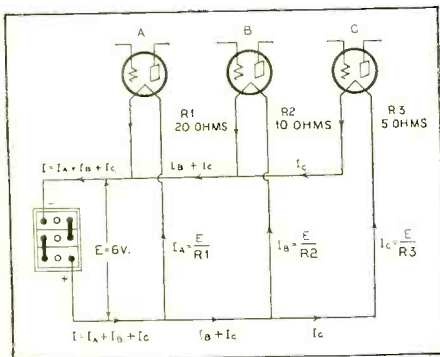 A B C
R1
20 OHMS
R2
10 OHMS
R3
5 OHMS
I=IA+IB+IC
IB+IC
IC
-
E=6V.
IA=E/R1
IB=E/R2
IC=E/R3
+
I=IA+IB+IC
IB+IC
IC